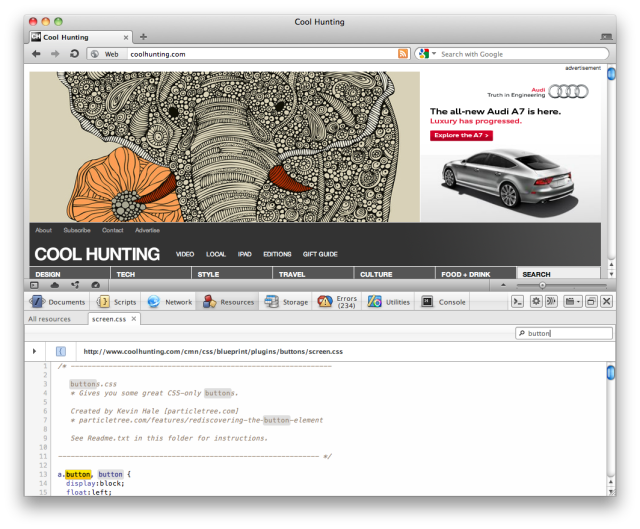 Cool Hunting
CH Cool Hunting ×
Web coolhunting.com Search with Google
advertisement
Audi
Truth in Engineering
The all-new Audi A7 is here.
Luxury has progressed.
Explore the A7 >
About Subscribe Contact Advertise
COOL HUNTING VIDEO LOCAL IPAD EDITIONS GIFT GUIDE
DESIGN TECH STYLE TRAVEL CULTURE FOOD + DRINK SEARCH
Documents Scripts Network Resources Storage Errors (234) Utilities Console
All resources screen.css ×
button
http://www.coolhunting.com/cmn/css/blueprint/plugins/buttons/screen.css
1 /* --------------------------------------------------------------
2
3 buttons.css
4 * Gives you some great CSS-only buttons.
5
6 Created by Kevin Hale [particletree.com]
7 * particletree.com/features/rediscovering-the-button-element
8
9 See Readme.txt in this folder for instructions.
10
11 -------------------------------------------------------------- */
12
13 a.button, button {
14 display:block;
15 float:left;